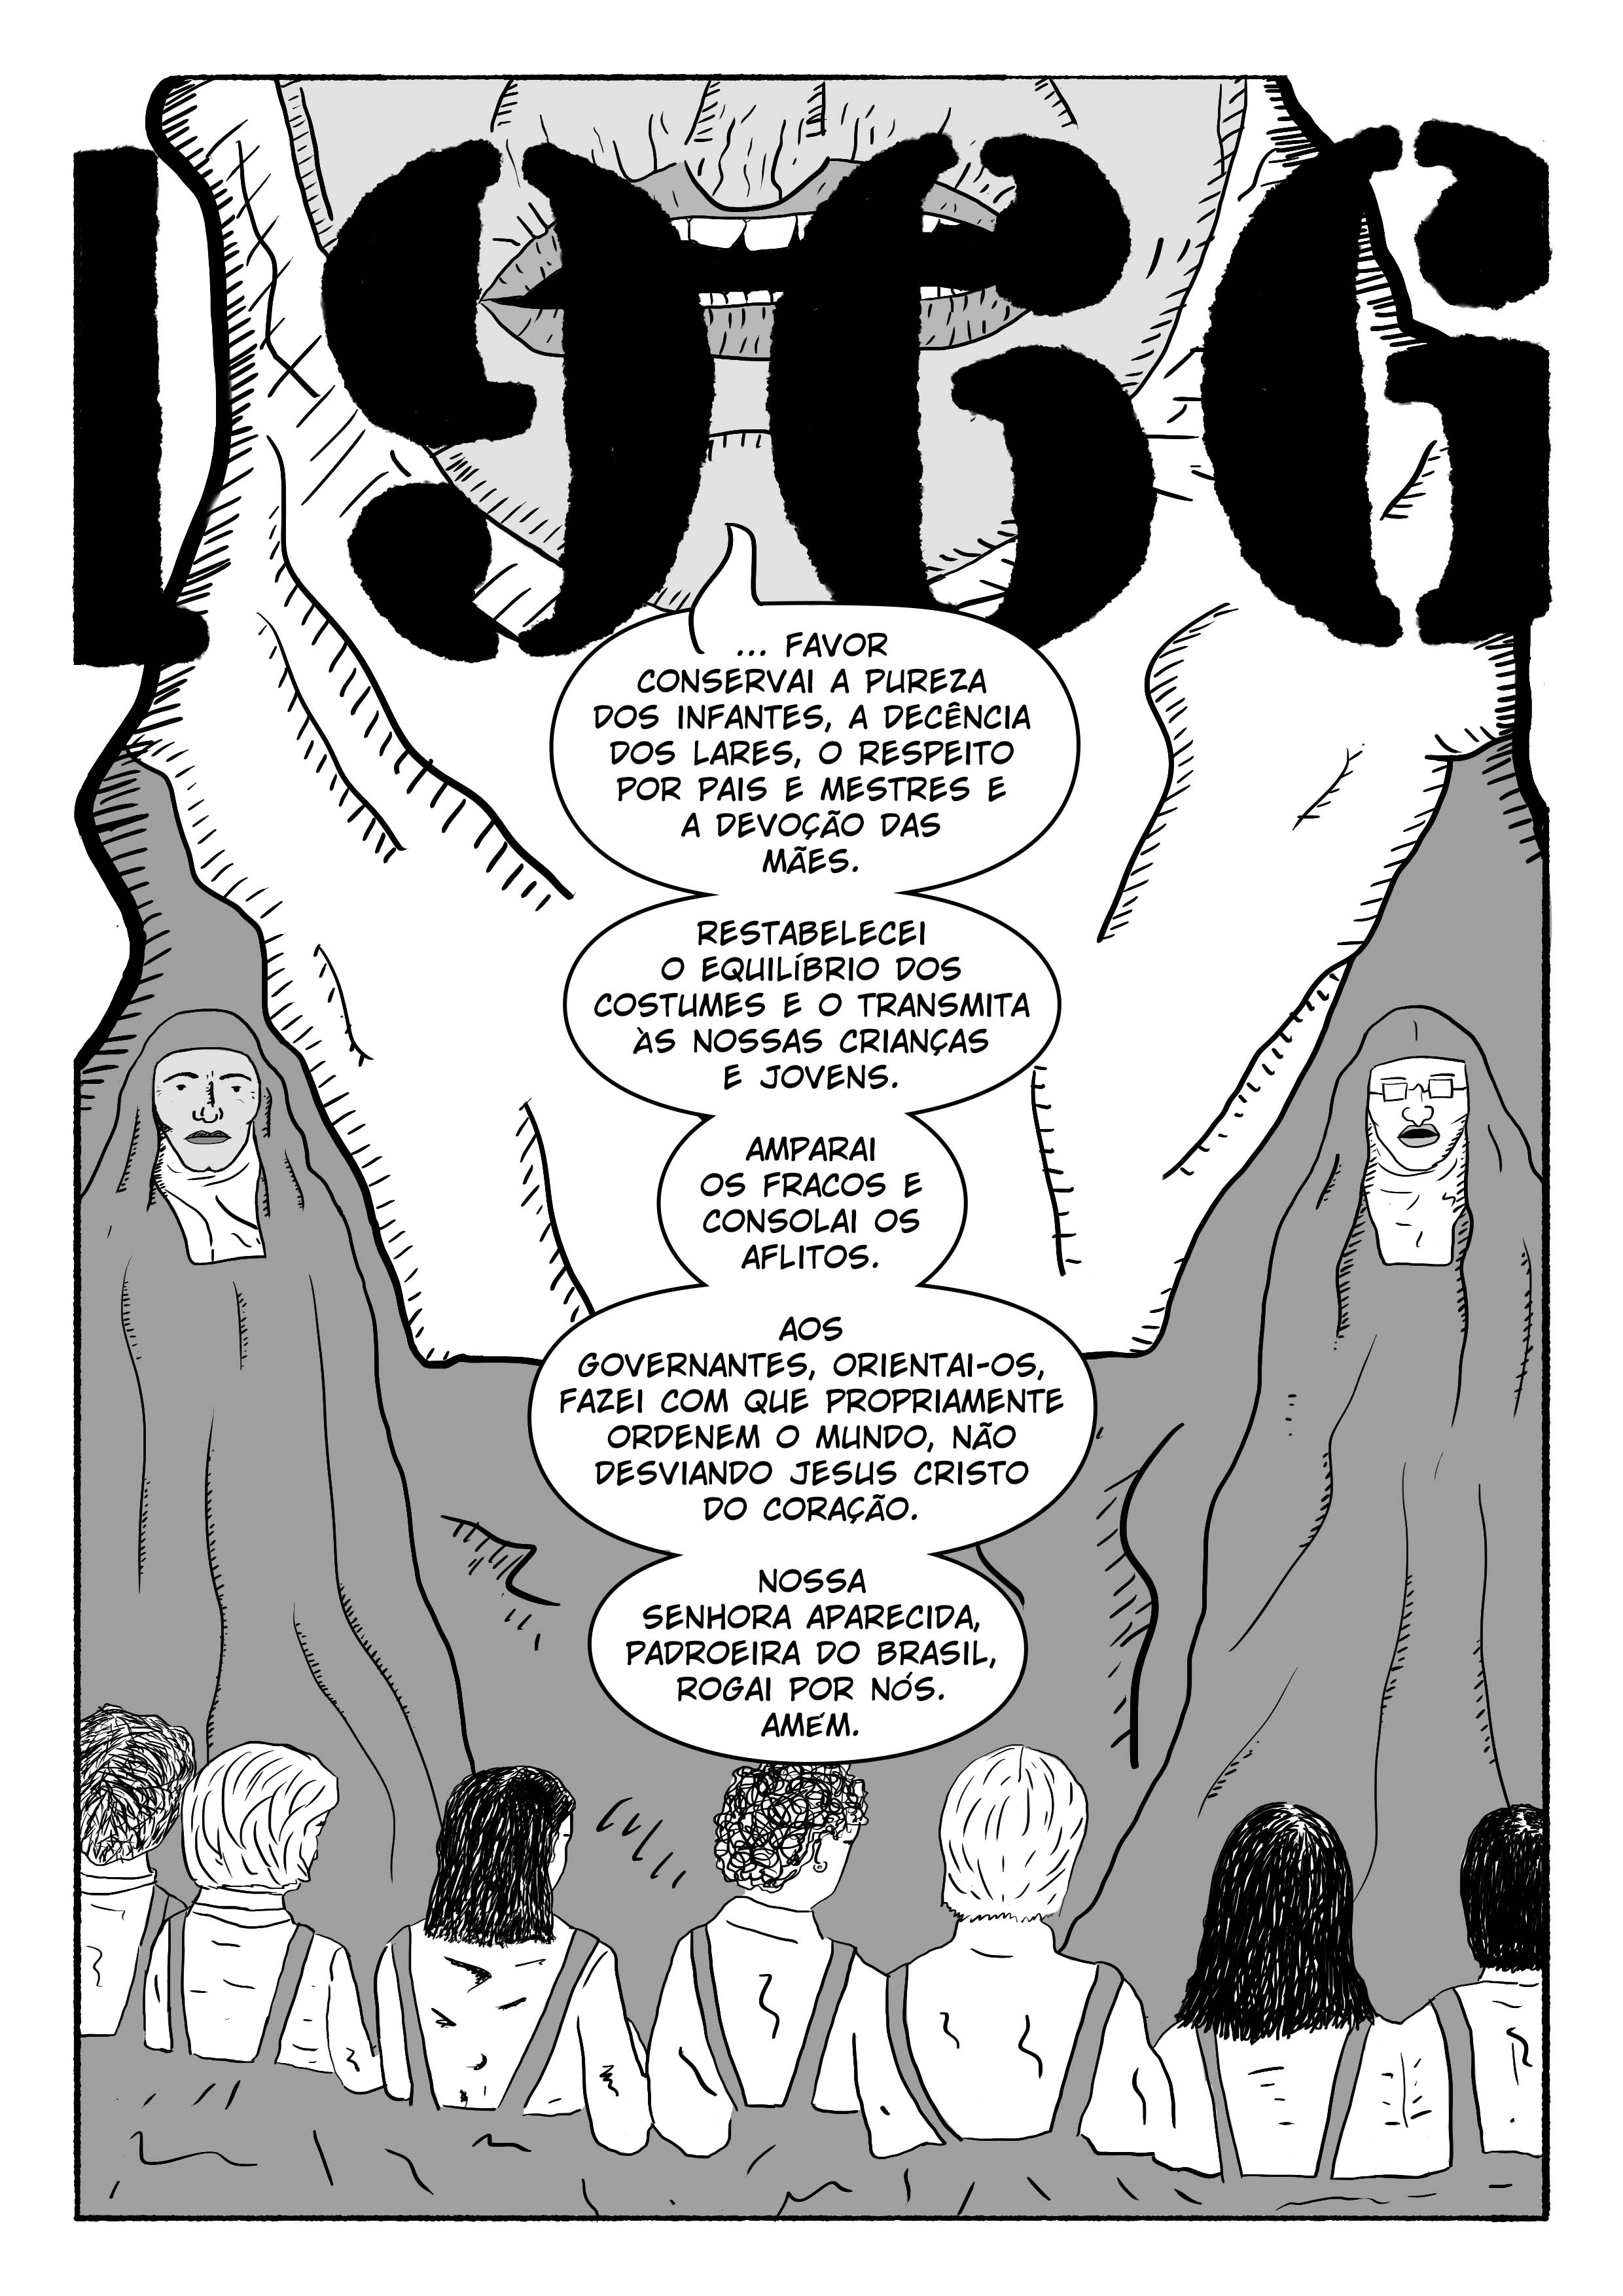 1966
... FAVOR
CONSERVAI A PUREZA
DOS INFANTES, A DECÊNCIA
DOS LARES, O RESPEITO
POR PAIS E MESTRES E
A DEVOÇÃO DAS
MÃES.
RESTABELECEI
O EQUILÍBRIO DOS
COSTUMES E O TRANSMITA
ÀS NOSSAS CRIANÇAS
E JOVENS.
AMPARAI
OS FRACOS E
CONSOLAI OS
AFLITOS.
AOS
GOVERNANTES, ORIENTAI-OS,
FAZEI COM QUE PROPRIAMENTE
ORDENEM O MUNDO, NÃO
DESVIANDO JESUS CRISTO
DO CORAÇÃO.
NOSSA
SENHORA APARECIDA,
PADROEIRA DO BRASIL,
ROGAI POR NÓS.
AMÉM.